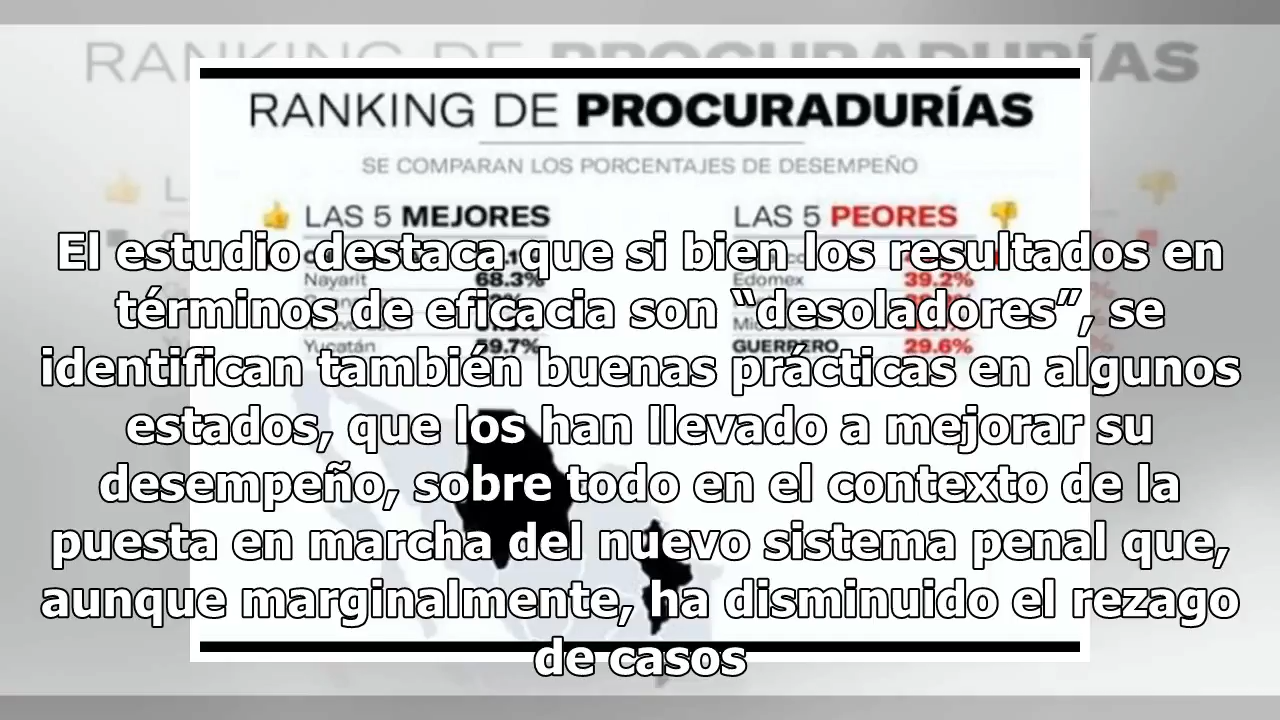 RANKING DE PROCURADURÍAS
SE COMPARAN LOS PORCENTAJES DE DESEMPEÑO
LAS 5 MEJORES
Nayarit 68.3%
Yucatán 59.7%
LAS 5 PEORES
Edomex 39.2%
GUERRERO 29.6%
El estudio destaca que si bien los resultados en
términos de eficacia son “desoladores”, se
identifican también buenas prácticas en algunos
estados, que los han llevado a mejorar su
desempeño, sobre todo en el contexto de la
puesta en marcha del nuevo sistema penal que,
aunque marginalmente, ha disminuido el rezago
de casos